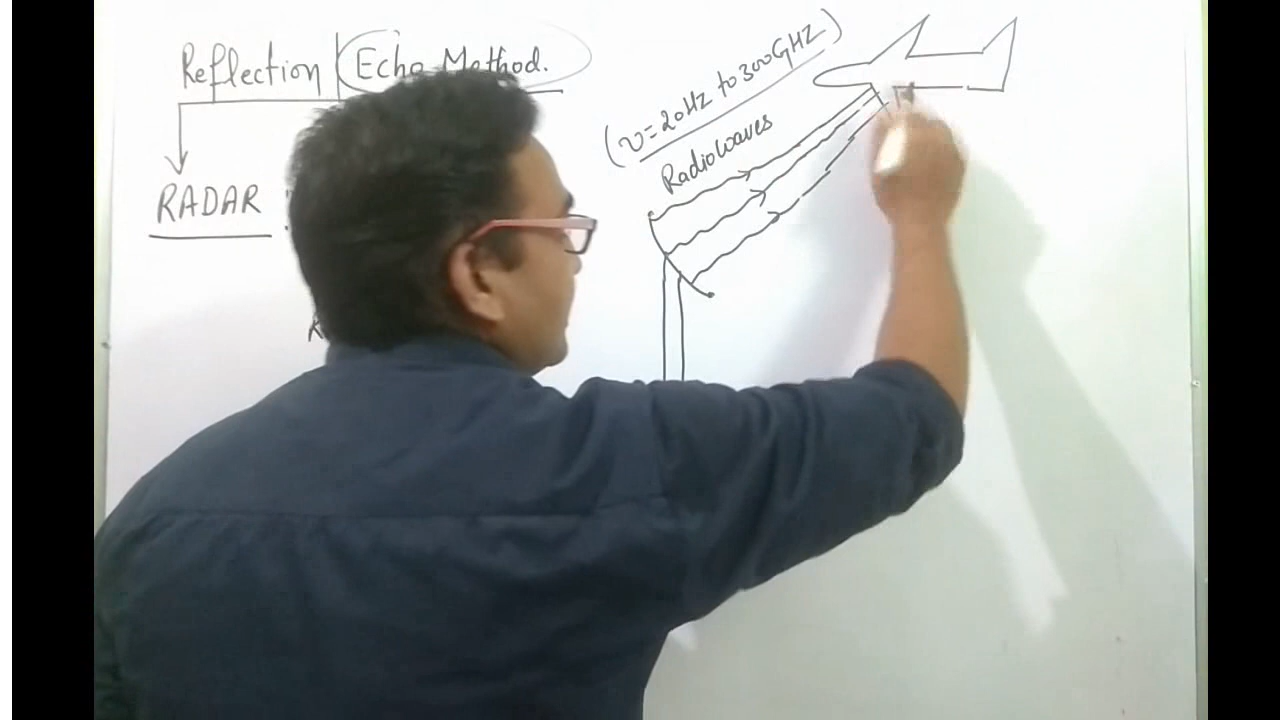 Reflection | Echo Method.
RADAR
(ν = 20Hz to 300GHZ)
Radiowaves